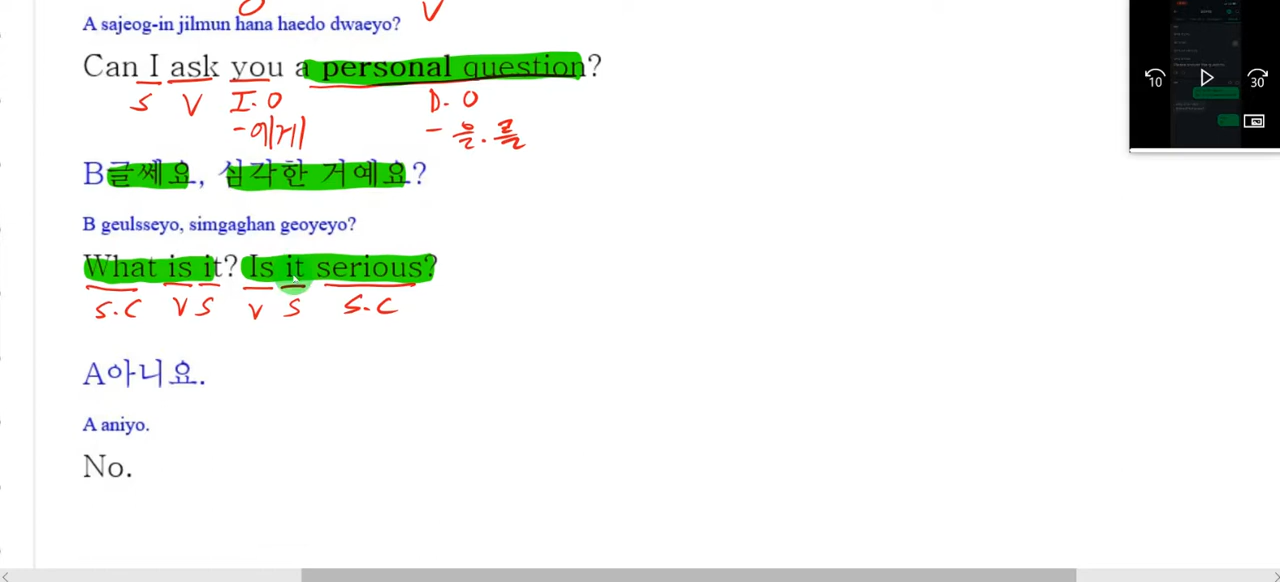 V
A sajeog-in jilmun hana haedo dwaeyo?
Can I ask you a personal question?
S V I.O D.O
-에게 -을.를
B글쎄요, 심각한 거예요?
B geulsseyo, simgaghan geoyeyo?
What is it? Is it serious?
S.C V S V S S.C
A아니요.
A aniyo.
No.
10 30